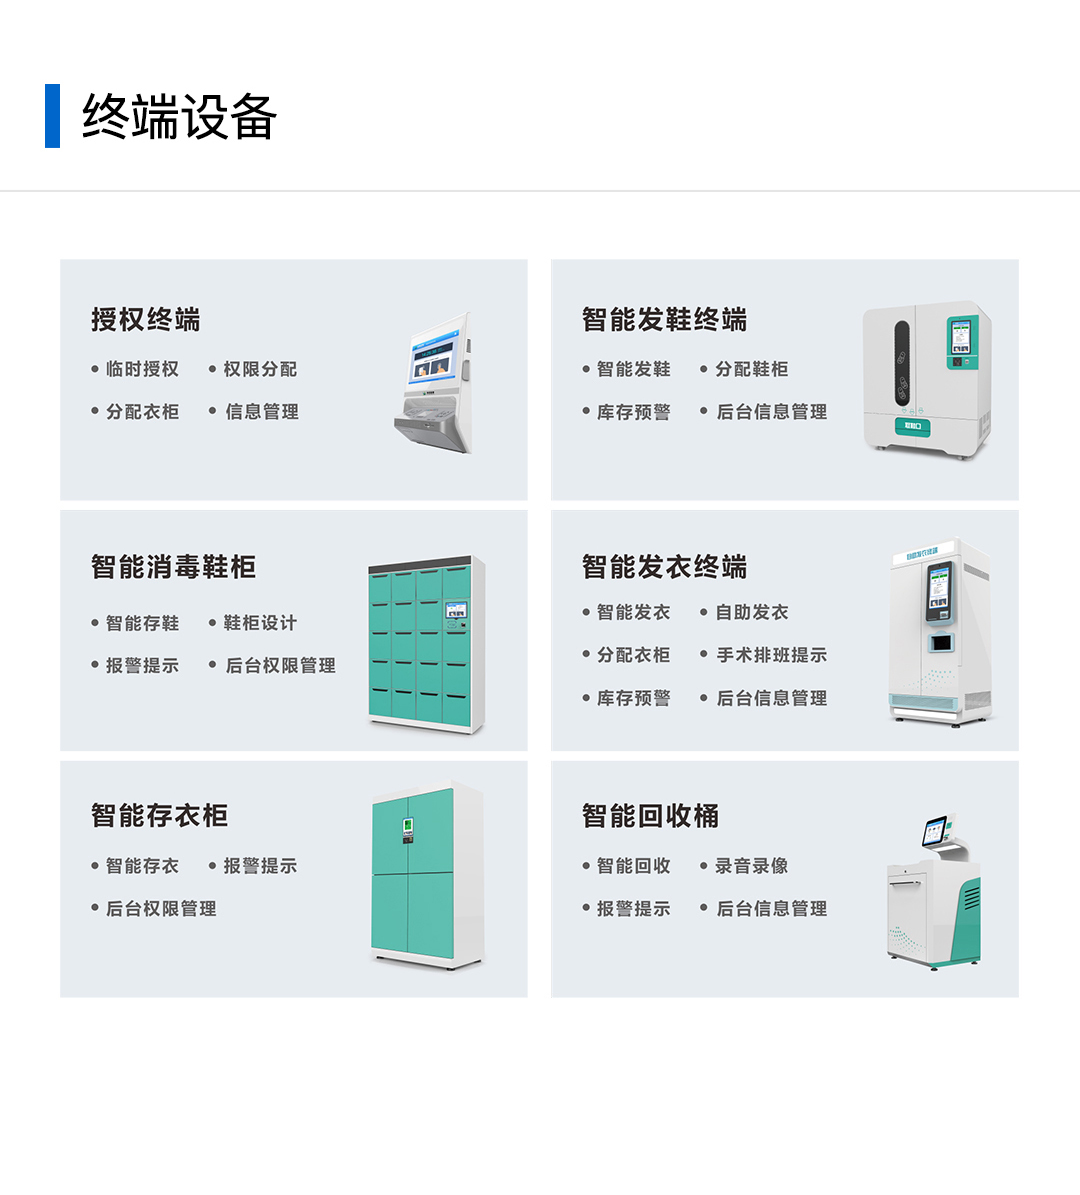 终端设备
授权终端
临时授权 权限分配
分配衣柜 信息管理
智能发鞋终端
智能发鞋 分配鞋柜
库存预警 后台信息管理
智能消毒鞋柜
智能存鞋 鞋柜设计
报警提示 后台权限管理
智能发衣终端
智能发衣 自助发衣
分配衣柜 手术排班提示
库存预警 后台信息管理
智能存衣柜
智能存衣 报警提示
后台权限管理
智能回收桶
智能回收 录音录像
报警提示 后台信息管理